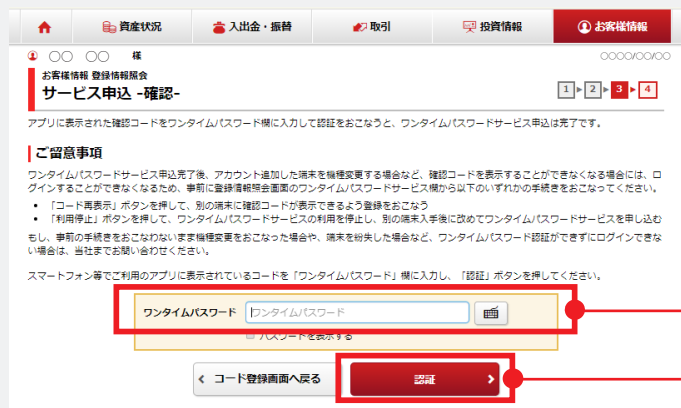 資産状況 入出金・振替 取引 投資情報 お客様情報
○○ ○○ 様 ○○○○/○○/○○
お客様情報 登録情報照会
サービス申込 -確認-
1 2 3 4
アプリに表示された確認コードをワンタイムパスワード欄に入力して認証をおこなうと、ワンタイムパスワードサービス申込は完了です。
ご留意事項
ワンタイムパスワードサービス申込完了後、アカウント追加した端末を機種変更する場合など、確認コードを表示することができなくなる場合には、ロ
グインすることができなくなるため、事前に登録情報照会画面のワンタイムパスワードサービス欄から以下のいずれかの手続きをおこなってください。
• 「コード再表示」ボタンを押して、別の端末に確認コードが表示できるよう登録をおこなう
• 「利用停止」ボタンを押して、ワンタイムパスワードサービスの利用を停止し、別の端末入手後に改めてワンタイムパスワードサービスを申し込む
もし、事前の手続きをおこなわないまま機種変更をおこなった場合や、端末を紛失した場合など、ワンタイムパスワード認証ができずにログインできな
い場合は、当社までお問い合わせください。
スマートフォン等でご利用のアプリに表示されているコードを「ワンタイムパスワード」欄に入力し、「認証」ボタンを押してください。
ワンタイムパスワード ワンタイムパスワード
パスワードを表示する
コード登録画面へ戻る 認証